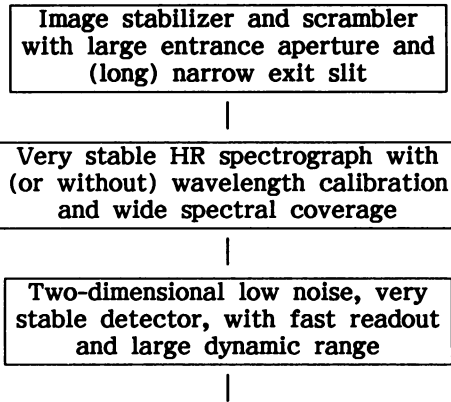 Image stabilizer and scrambler
with large entrance aperture and
(long) narrow exit slit
Very stable HR spectrograph with
(or without) wavelength calibration
and wide spectral coverage
Two-dimensional low noise, very
stable detector, with fast readout
and large dynamic range